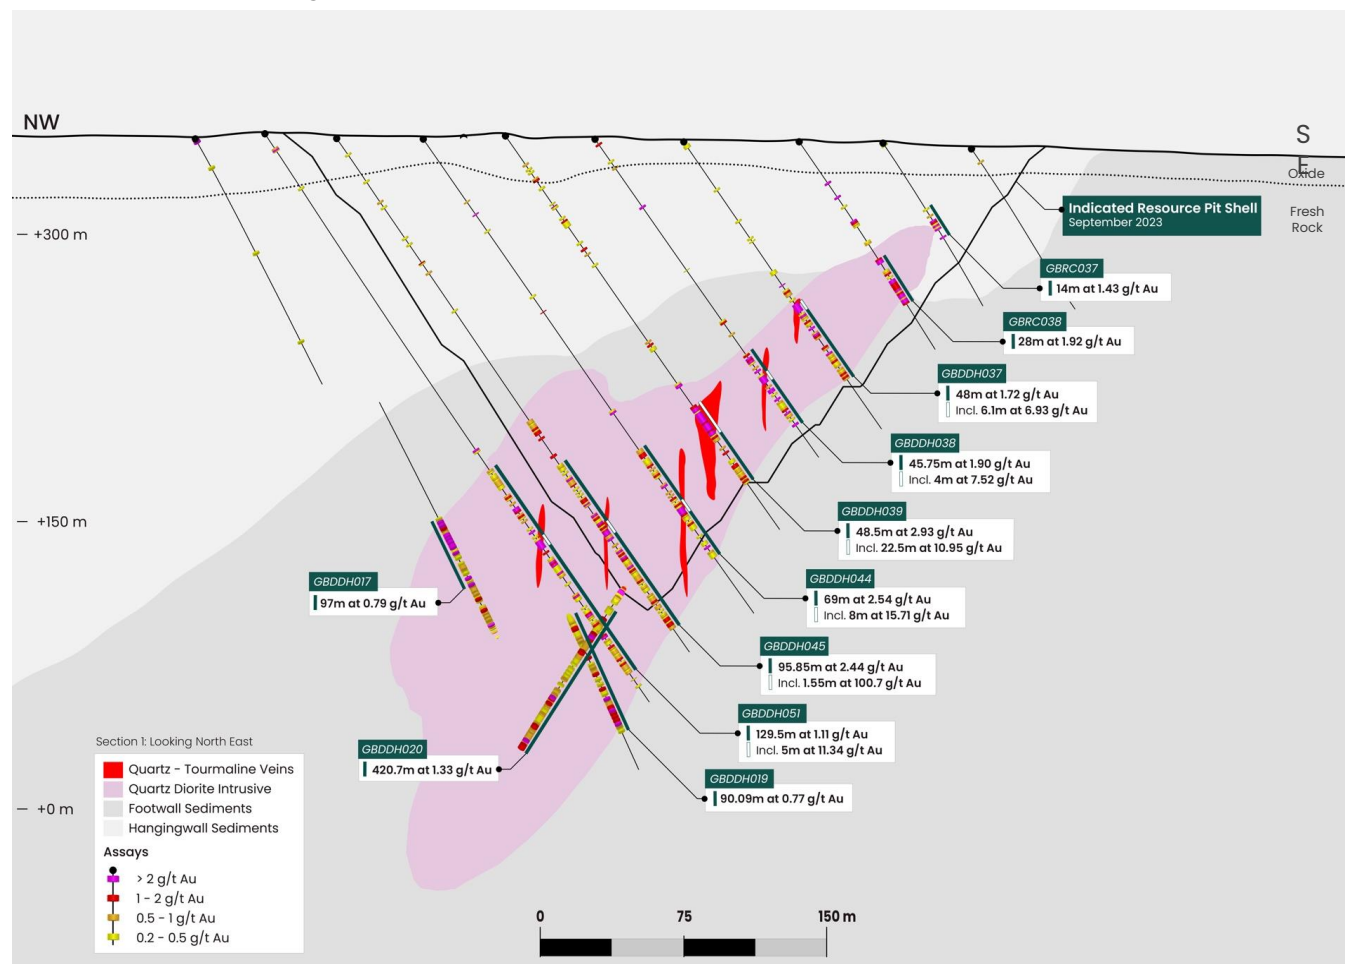 NW
S
E
Oxide
Indicated Resource Pit Shell
September 2023
Fresh
Rock
+300 m
GBRC037
14m at 1.43 g/t Au
GBRC038
28m at 1.92 g/t Au
GBDDH037
48m at 1.72 g/t Au
Incl. 6.1m at 6.93 g/t Au
GBDDH038
45.75m at 1.90 g/t Au
Incl. 4m at 7.52 g/t Au
+150 m
GBDDH039
48.5m at 2.93 g/t Au
Incl. 22.5m at 10.95 g/t Au
GBDDH017
97m at 0.79 g/t Au
GBDDH044
69m at 2.54 g/t Au
Incl. 8m at 15.71 g/t Au
GBDDH045
95.85m at 2.44 g/t Au
Incl. 1.55m at 100.7 g/t Au
GBDDH051
129.5m at 1.11 g/t Au
Incl. 5m at 11.34 g/t Au
GBDDH020
420.7m at 1.33 g/t Au
GBDDH019
90.09m at 0.77 g/t Au
+0 m
Section 1: Looking North East
Quartz - Tourmaline Veins
Quartz Diorite Intrusive
Footwall Sediments
Hangingwall Sediments
Assays
> 2 g/t Au
1 - 2 g/t Au
0.5 - 1 g/t Au
0.2 - 0.5 g/t Au
0 75 150 m